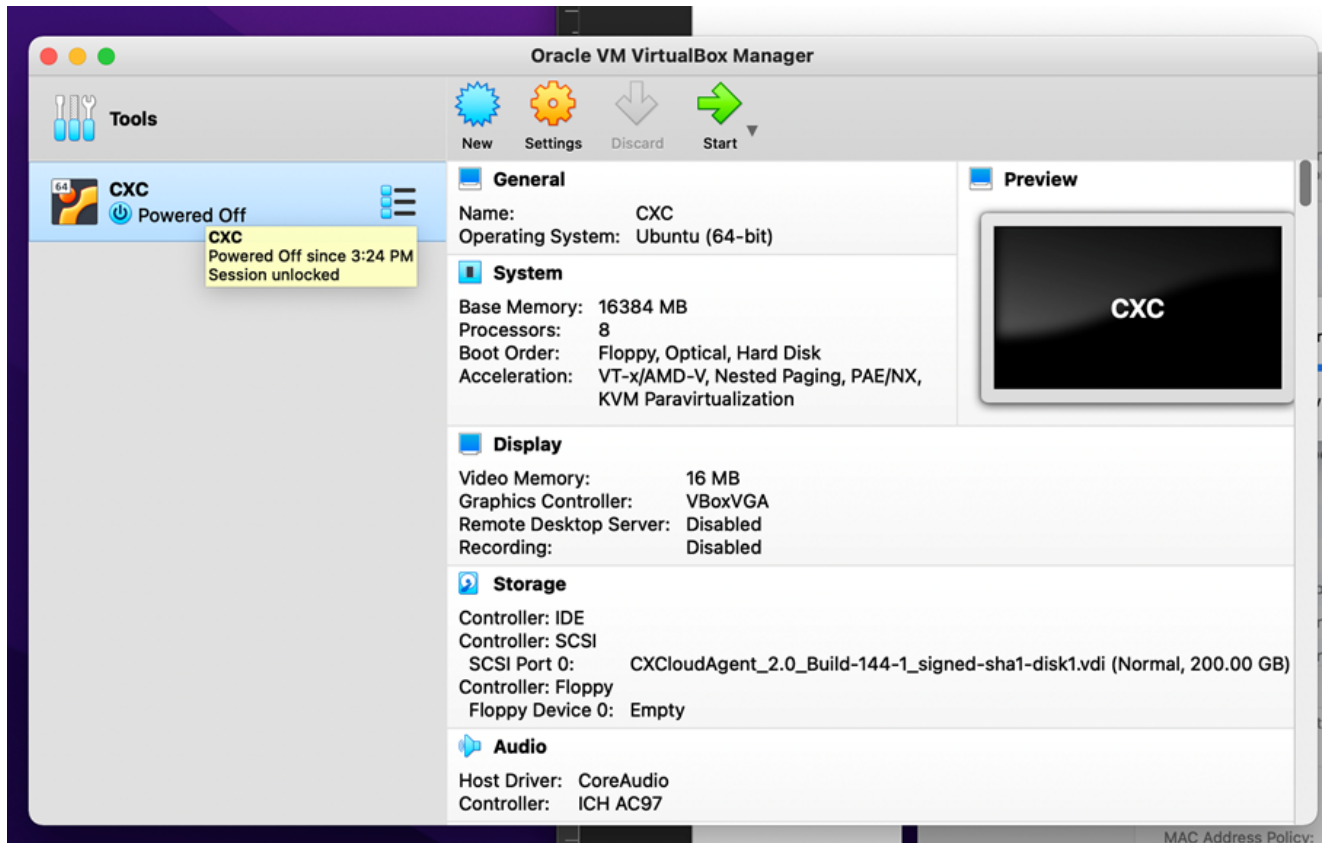 Oracle VM VirtualBox Manager
Tools
New
Settings
Discard
Start
64
CXC
Powered Off
CXC
Powered Off since 3:24 PM
Session unlocked
General
Name: CXC
Operating System: Ubuntu (64-bit)
System
Base Memory: 16384 MB
Processors: 8
Boot Order: Floppy, Optical, Hard Disk
Acceleration: VT-x/AMD-V, Nested Paging, PAE/NX,
KVM Paravirtualization
Preview
CXC
Display
Video Memory: 16 MB
Graphics Controller: VBoxVGA
Remote Desktop Server: Disabled
Recording: Disabled
Storage
Controller: IDE
Controller: SCSI
SCSI Port 0: CXCloudAgent_2.0_Build-144-1_signed-sha1-disk1.vdi (Normal, 200.00 GB)
Controller: Floppy
Floppy Device 0: Empty
Audio
Host Driver: CoreAudio
Controller: ICH AC97
MAC Address Policy: